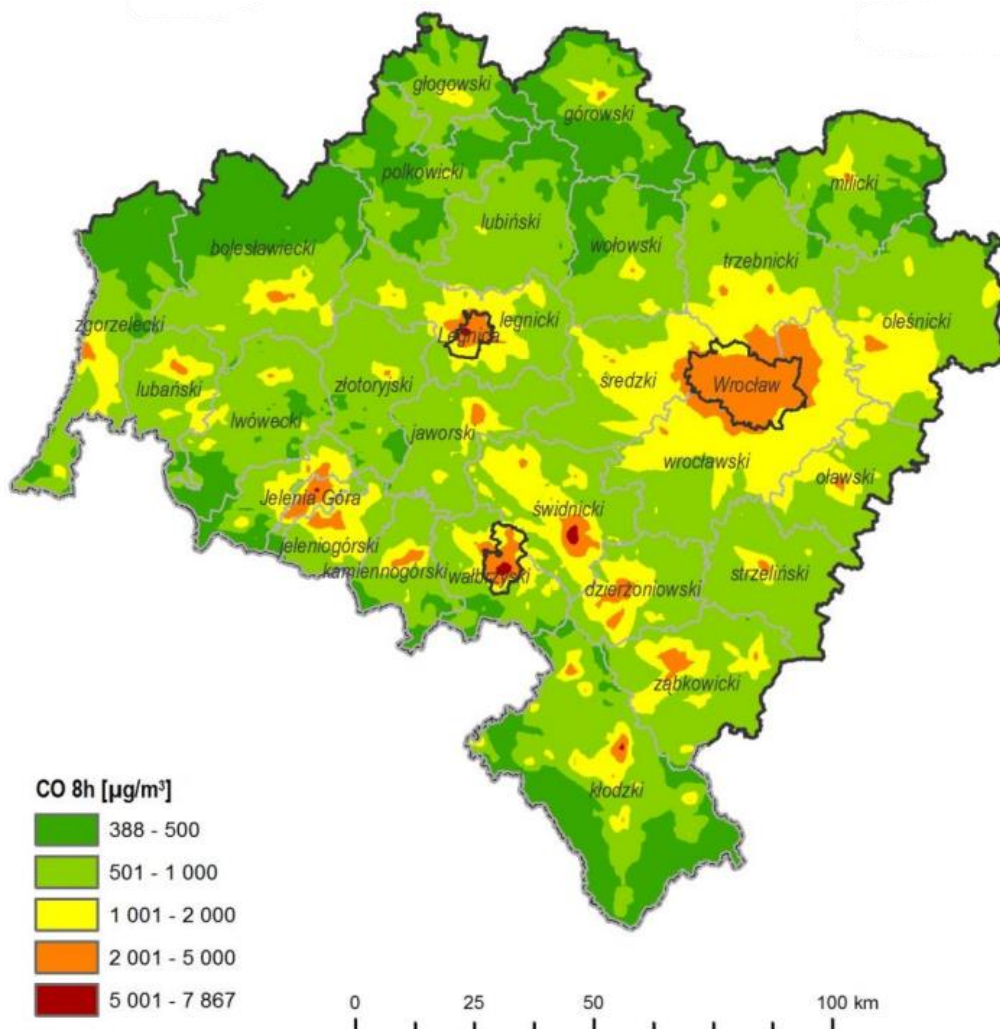 głogowski
górowski
polkowicki
milicki
lubiński
bolesławiecki
wołowski
trzebnicki
zgorzelecki
legnicki
Legnica
oleśnicki
lubański
złotoryjski
średzki
Wrocław
lwówecki
jaworski
wrocławski
oławski
Jelenia Góra
świdnicki
jeleniogórski
kamiennogórski
wałbrzyski
dzierżoniowski
strzeliński
ząbkowicki
kłodzki
CO 8h [µg/m³]
388 - 500
501 - 1 000
1 001 - 2 000
2 001 - 5 000
5 001 - 7 867
0 25 50 100 km